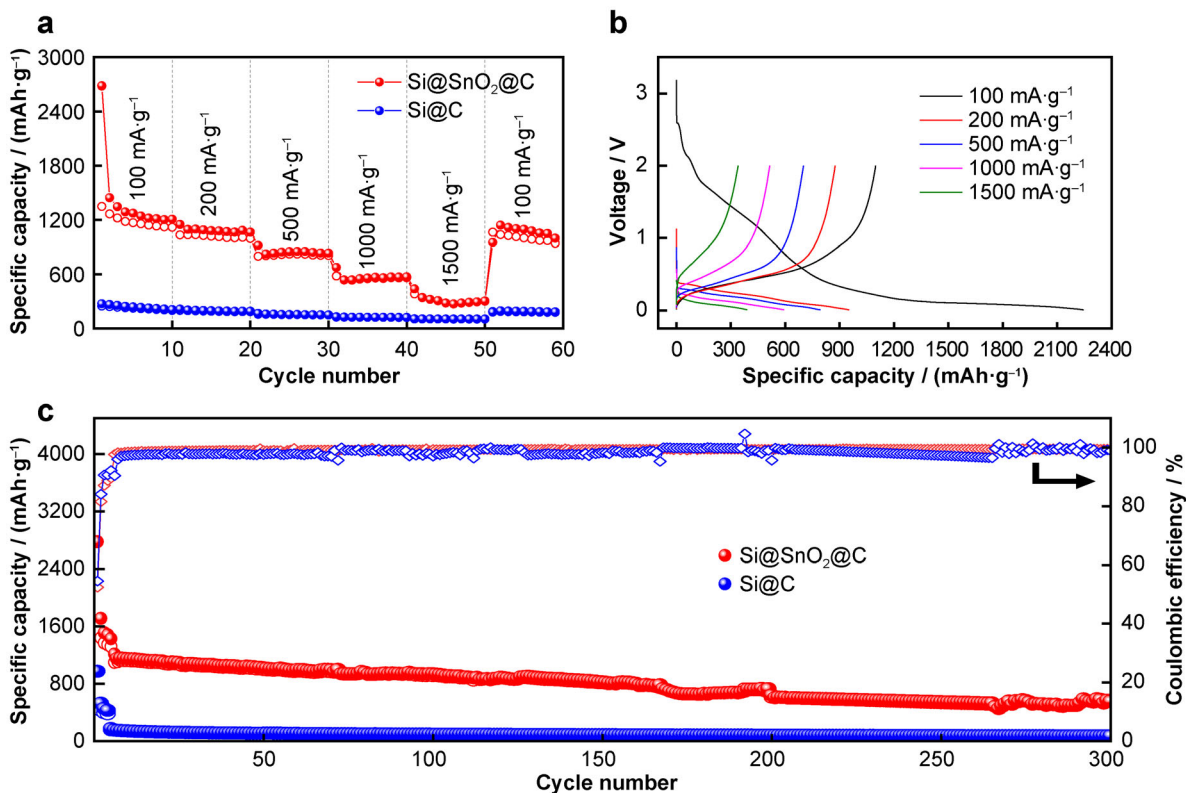 a
Specific capacity / (mAh·g⁻¹)
3000
2400
1800
1200
600
0
Si@SnO₂@C
Si@C
100 mA·g⁻¹
200 mA·g⁻¹
500 mA·g⁻¹
1000 mA·g⁻¹
1500 mA·g⁻¹
100 mA·g⁻¹
10 20 30 40 50 60
Cycle number
b
Voltage / V
3
2
1
0
100 mA·g⁻¹
200 mA·g⁻¹
500 mA·g⁻¹
1000 mA·g⁻¹
1500 mA·g⁻¹
0 300 600 900 1200 1500 1800 2100 2400
Specific capacity / (mAh·g⁻¹)
c
Specific capacity / (mAh·g⁻¹)
4000
3200
2400
1600
800
0
Si@SnO₂@C
Si@C
100
80
60
40
20
0
Coulombic efficiency / %
50 100 150 200 250 300
Cycle number